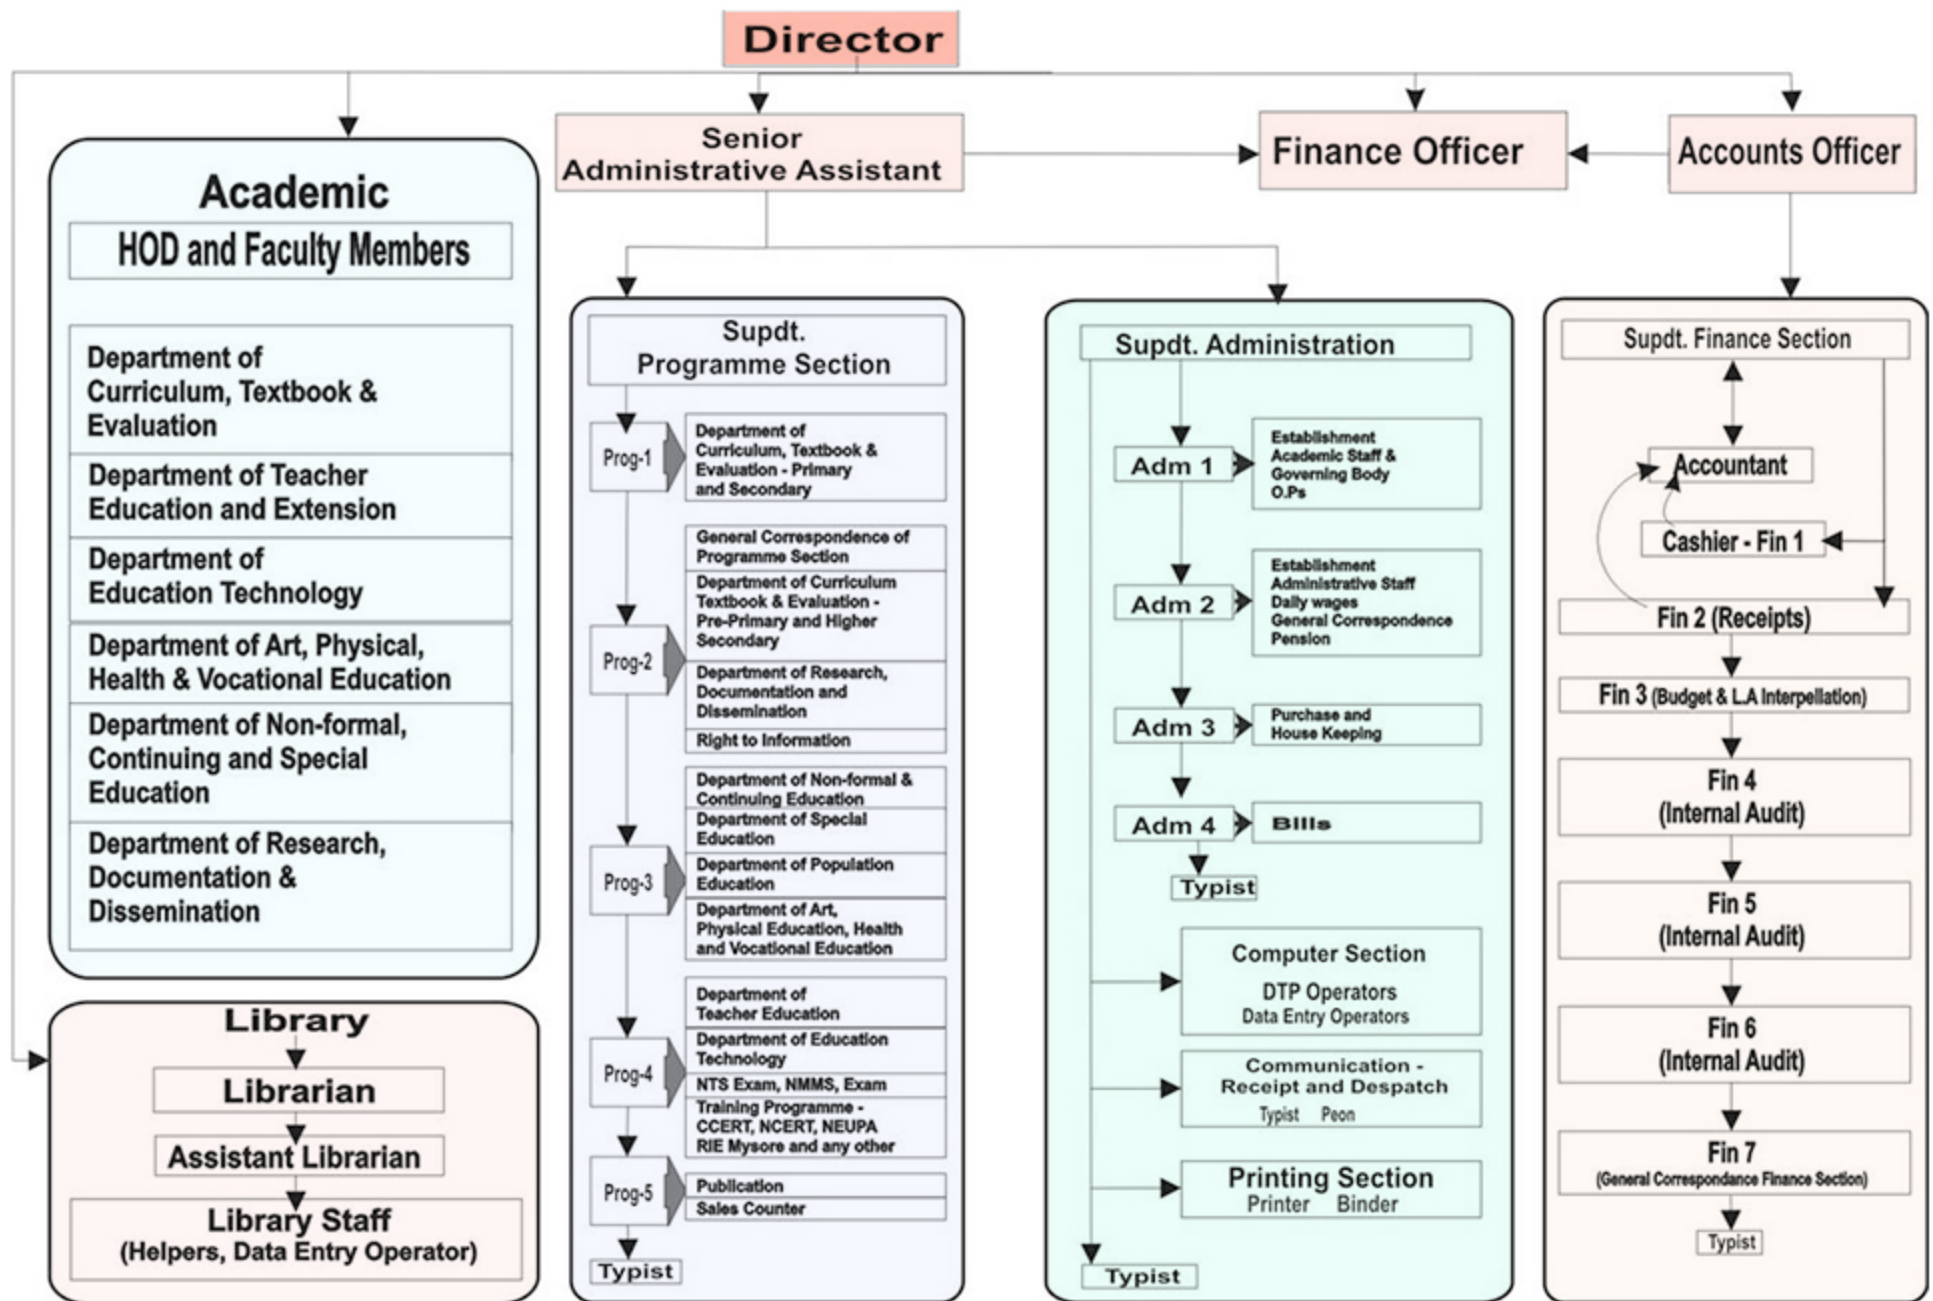 Director
Senior
Administrative Assistant
Finance Officer
Accounts Officer
Academic
HOD and Faculty Members
Department of
Curriculum, Textbook &
Evaluation
Department of Teacher
Education and Extension
Department of
Education Technology
Department of Art, Physical,
Health & Vocational Education
Department of Non-formal,
Continuing and Special
Education
Department of Research,
Documentation &
Dissemination
Library
Librarian
Assistant Librarian
Library Staff
(Helpers, Data Entry Operator)
Supdt.
Programme Section
Prog-1
Department of
Curriculum, Textbook &
Evaluation - Primary
and Secondary
Prog-2
General Correspondence of
Programme Section
Department of Curriculum
Textbook & Evaluation -
Pre-Primary and Higher
Secondary
Department of Research,
Documentation and
Dissemination
Right to Information
Prog-3
Department of Non-formal &
Continuing Education
Department of Special
Education
Department of Population
Education
Department of Art,
Physical Education, Health
and Vocational Education
Prog-4
Department of
Teacher Education
Department of Education
Technology
NTS Exam, NMMS, Exam
Training Programme -
CCERT, NCERT, NEUPA
RIE Mysore and any other
Prog-5
Publication
Sales Counter
Typist
Supdt. Administration
Adm 1
Establishment
Academic Staff &
Governing Body
O.Ps
Adm 2
Establishment
Administrative Staff
Daily wages
General Correspondence
Pension
Adm 3
Purchase and
House Keeping
Adm 4
Bills
Typist
Computer Section
DTP Operators
Data Entry Operators
Communication -
Receipt and Despatch
Typist Peon
Printing Section
Printer Binder
Typist
Supdt. Finance Section
Accountant
Cashier - Fin 1
Fin 2 (Receipts)
Fin 3 (Budget & L.A Interpellation)
Fin 4
(Internal Audit)
Fin 5
(Internal Audit)
Fin 6
(Internal Audit)
Fin 7
(General Correspondance Finance Section)
Typist